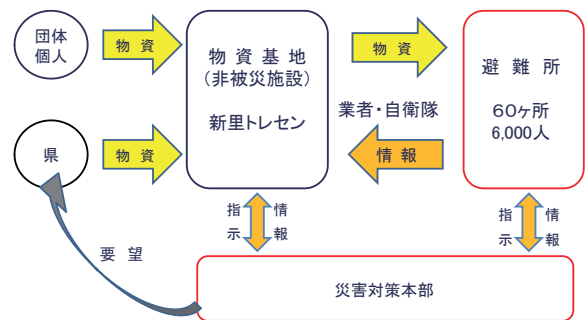 団体
個人
物 資
物 資 基 地
(非被災施設)
新里トレセン
物 資
避 難 所
60ヶ所
6,000人
業者・自衛隊
県
物 資
情 報
指 情
示 報
指 情
示 報
要 望
災害対策本部